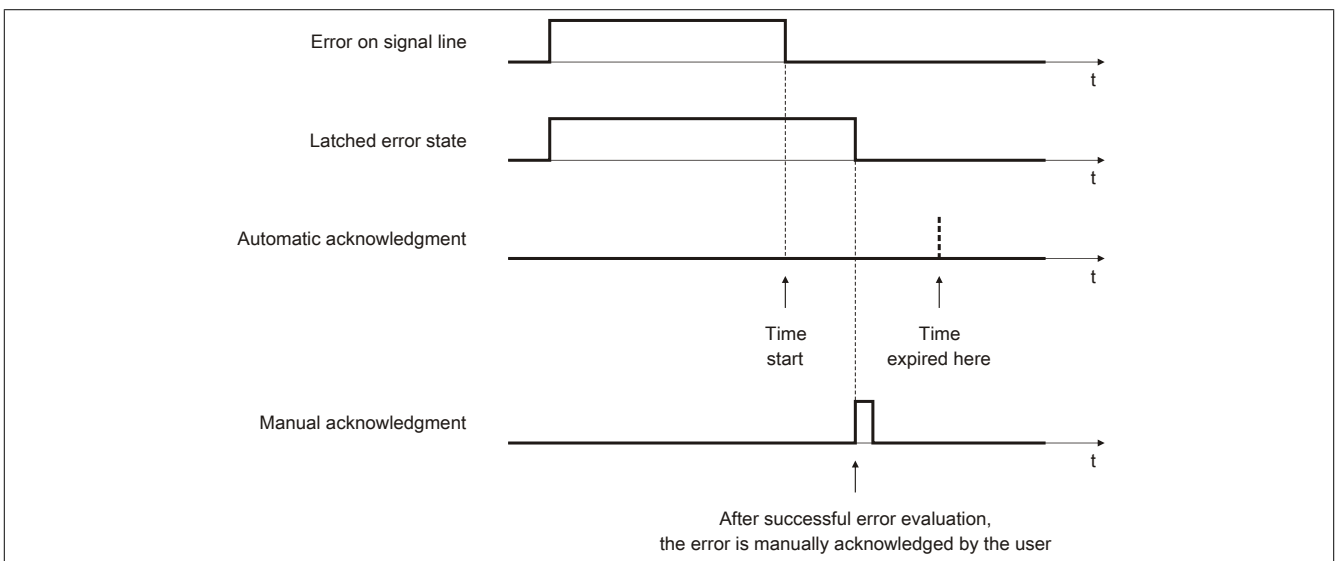 Error on signal line
t
Latched error state
t
Automatic acknowledgment
t
Time
start
Time
expired here
Manual acknowledgment
t
After successful error evaluation,
the error is manually acknowledged by the user